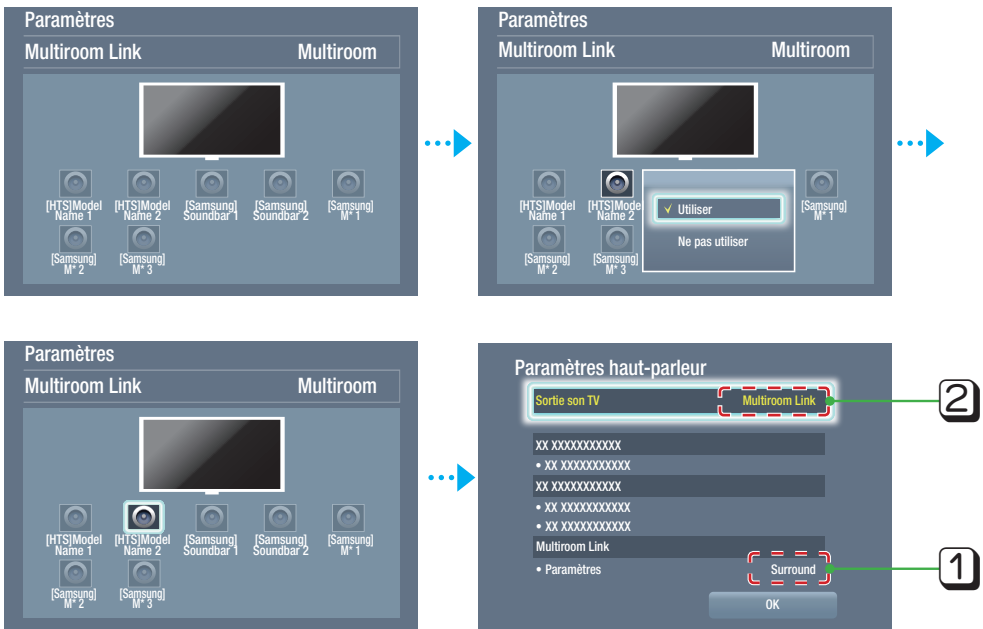 Paramètres
Multiroom Link Multiroom
[HTS]Model Name 1
[HTS]Model Name 2
[Samsung] Soundbar 1
[Samsung] Soundbar 2
[Samsung] M* 1
[Samsung] M* 2
[Samsung] M* 3
Paramètres
Multiroom Link Multiroom
[HTS]Model Name 1
[HTS]Mode Name 2
✓ Utiliser
Ne pas utiliser
[Samsung] M* 1
[Samsung] M* 2
[Samsung] M* 3
Paramètres
Multiroom Link Multiroom
[HTS]Model Name 1
[HTS]Model Name 2
[Samsung] Soundbar 1
[Samsung] Soundbar 2
[Samsung] M* 1
[Samsung] M* 2
[Samsung] M* 3
Paramètres haut-parleur
Sortie son TV Multiroom Link
2
XX XXXXXXXXXXX
• XX XXXXXXXXXXX
XX XXXXXXXXXXX
• XX XXXXXXXXXXX
• XX XXXXXXXXXXX
Multiroom Link
• Paramètres Surround
1
OK